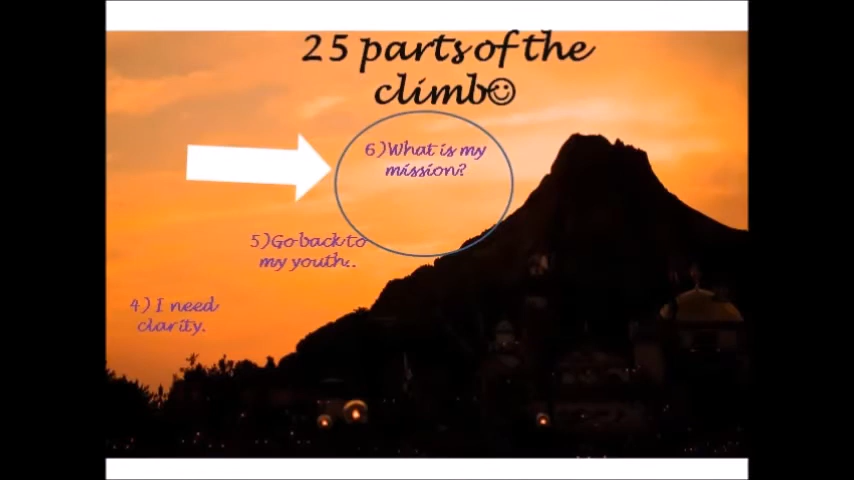 25 parts of the
climb☺
6)What is my
mission?
5)Go back to
my youth..
4) I need
clarity.